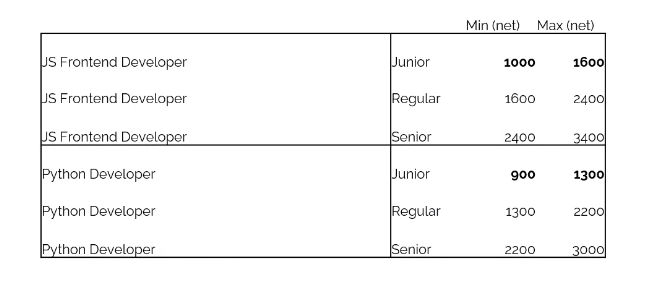 Min (net) Max (net)
JS Frontend Developer Junior 1000 1600
JS Frontend Developer Regular 1600 2400
JS Frontend Developer Senior 2400 3400
Python Developer Junior 900 1300
Python Developer Regular 1300 2200
Python Developer Senior 2200 3000